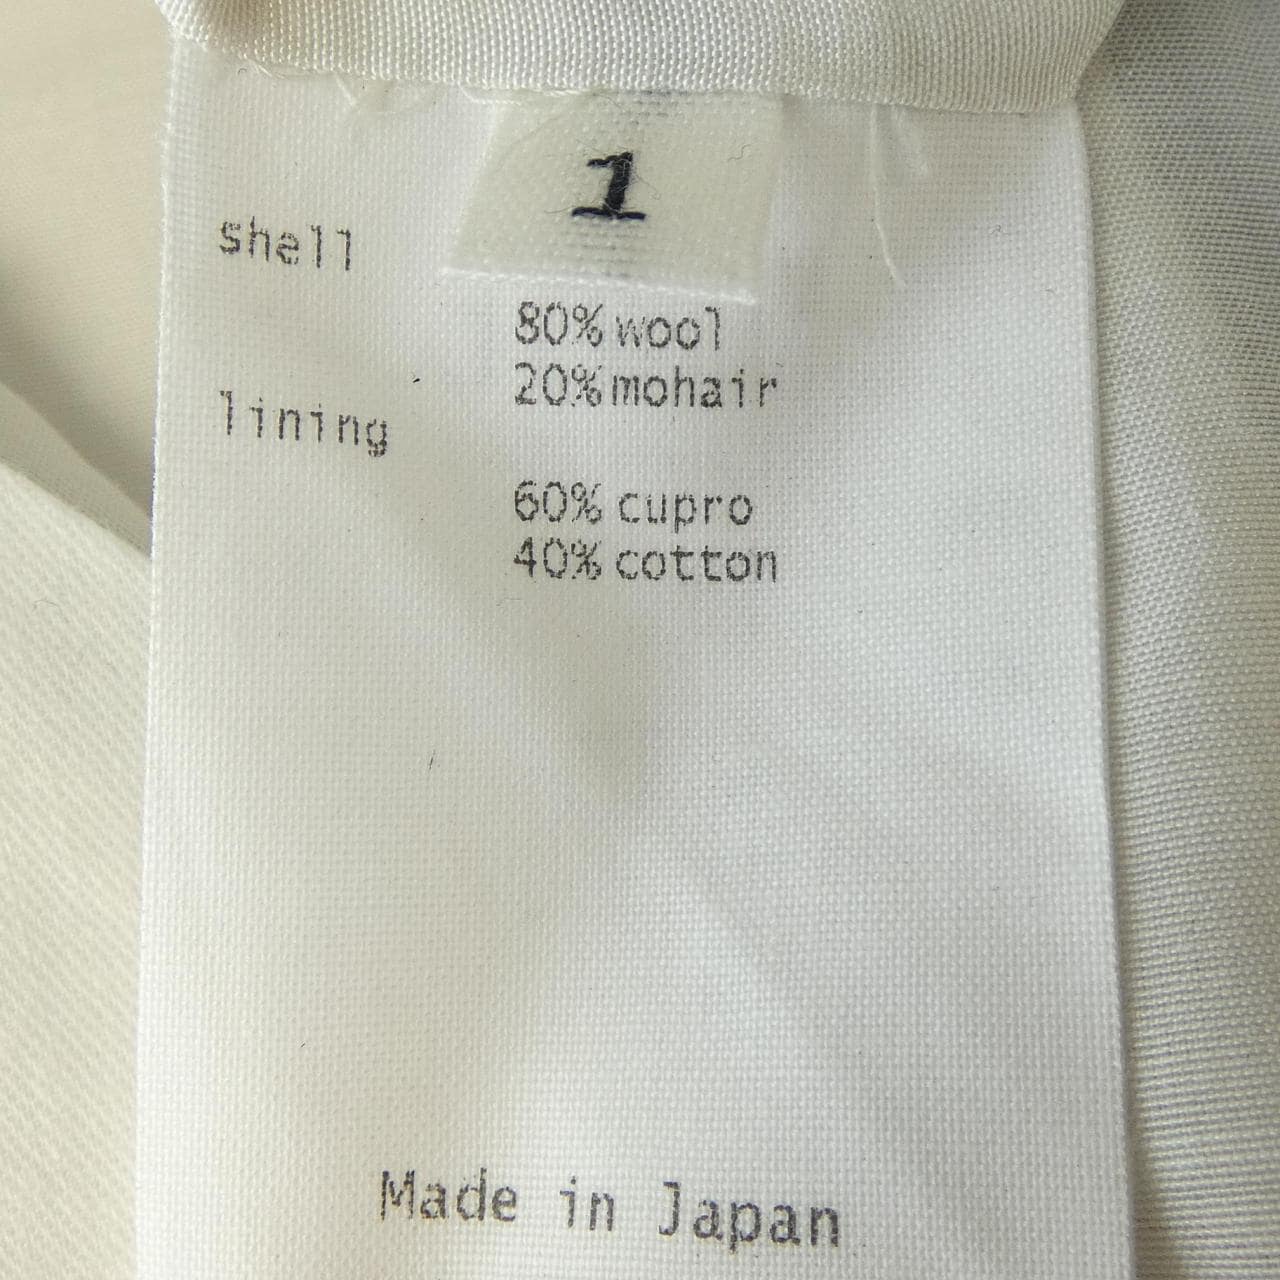 1
shell
80% wool
20% mohair
lining
60% cupro
40% cotton
Made in Japan